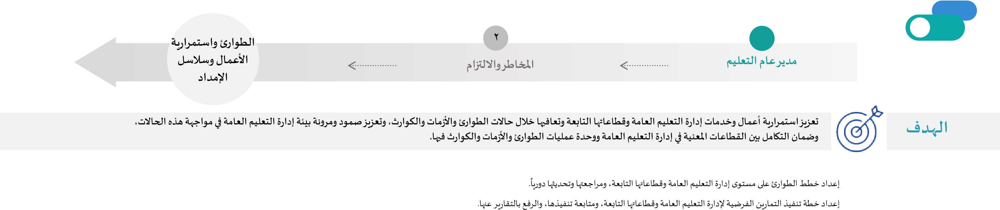 مدير عام التعليم
٢
المخاطر والالتزام
الطوارئ واستمرارية
الأعمال وسلاسل
الإمداد
الهدف
تعزيز استمرارية أعمال وخدمات إدارة التعليم العامة وقطاعاتها التابعة وتعافيها خلال حالات الطوارئ والأزمات والكوارث، وتعزيز صمود ومرونة بيئة إدارة التعليم العامة في مواجهة هذه الحالات،
وضمان التكامل بين القطاعات المعنية في إدارة التعليم العامة ووحدة عمليات الطوارئ والأزمات والكوارث فيها.
إعداد خطط الطوارئ على مستوى إدارة التعليم العامة وقطاعاتها التابعة، ومراجعتها وتحديثها دورياً.
إعداد خطة تنفيذ التمارين الفرضية لإدارة التعليم العامة وقطاعاتها التابعة، ومتابعة تنفيذها، والرفع بالتقارير عنها.